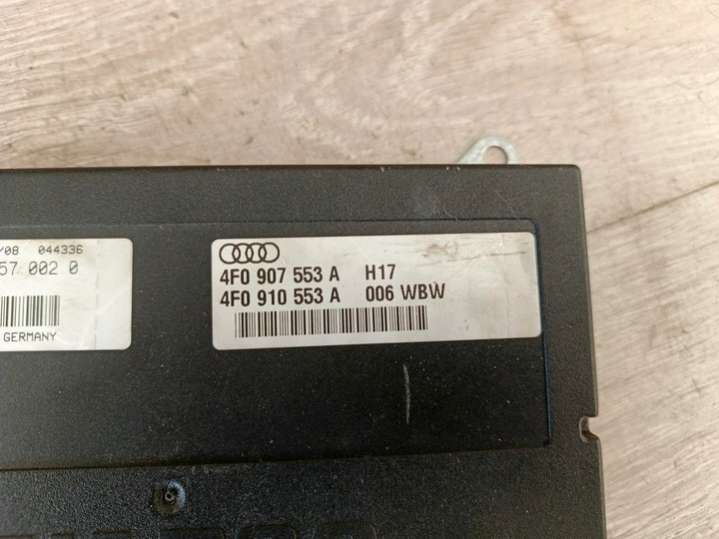 /08 044336
57 002 0
GERMANY
4F0 907 553 A H17
4F0 910 553 A 006 WBW